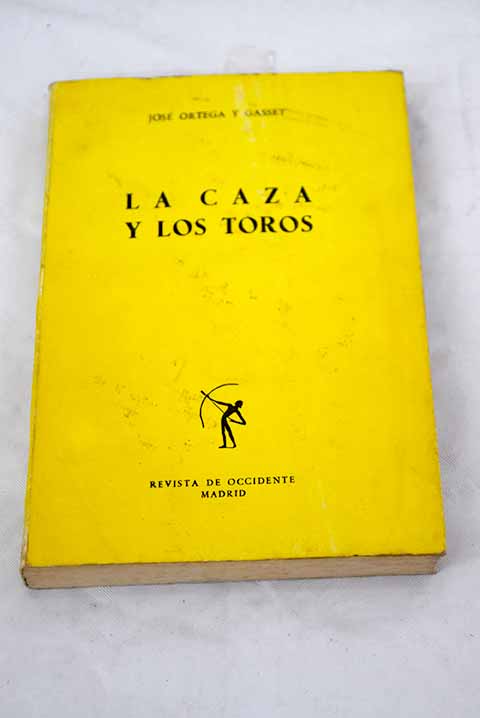 JOSÉ ORTEGA Y GASSET
LA CAZA
Y LOS TOROS
REVISTA DE OCCIDENTE
MADRID